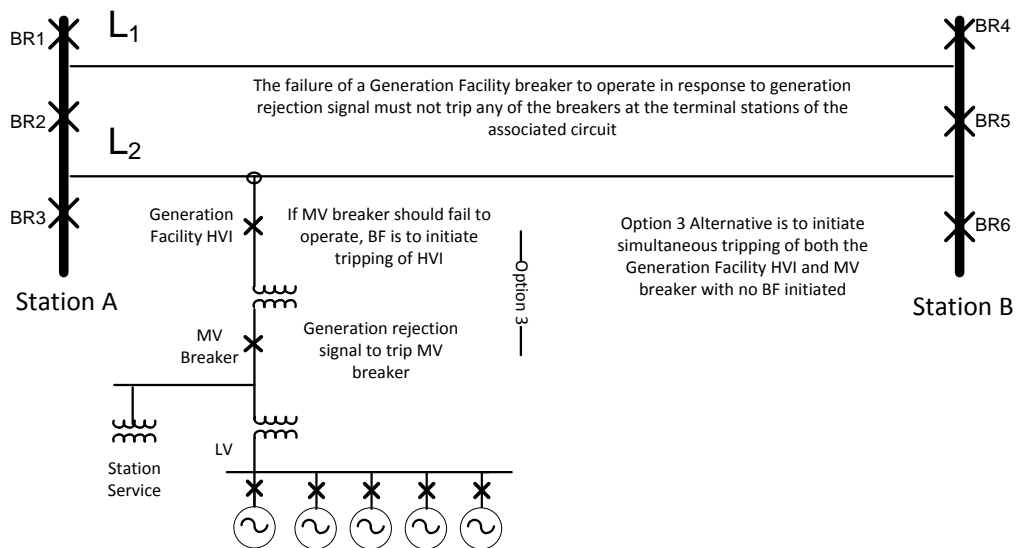 L1
BR1
BR4
The failure of a Generation Facility breaker to operate in response to generation
rejection signal must not trip any of the breakers at the terminal stations of the
associated circuit
BR2
BR5
L2
BR3
Generation
Facility HVI
If MV breaker should fail to
operate, BF is to initiate
tripping of HVI
Option 3
Option 3 Alternative is to initiate
simultaneous tripping of both the
Generation Facility HVI and MV
breaker with no BF initiated
BR6
Station A
Station B
MV
Breaker
Generation rejection
signal to trip MV
breaker
LV
Station
Service